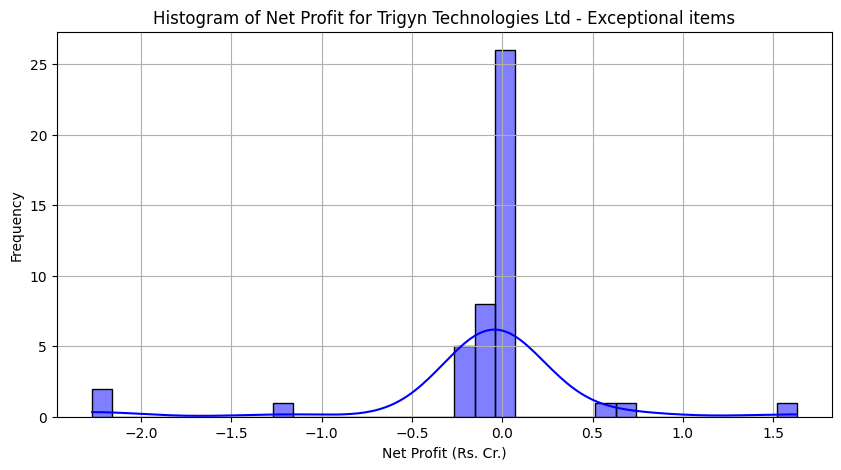 Histogram of Net Profit for Trigyn Technologies Ltd - Exceptional items
25
20
15
10
5
0
Frequency
−2.0 −1.5 −1.0 −0.5 0.0 0.5 1.0 1.5
Net Profit (Rs. Cr.)